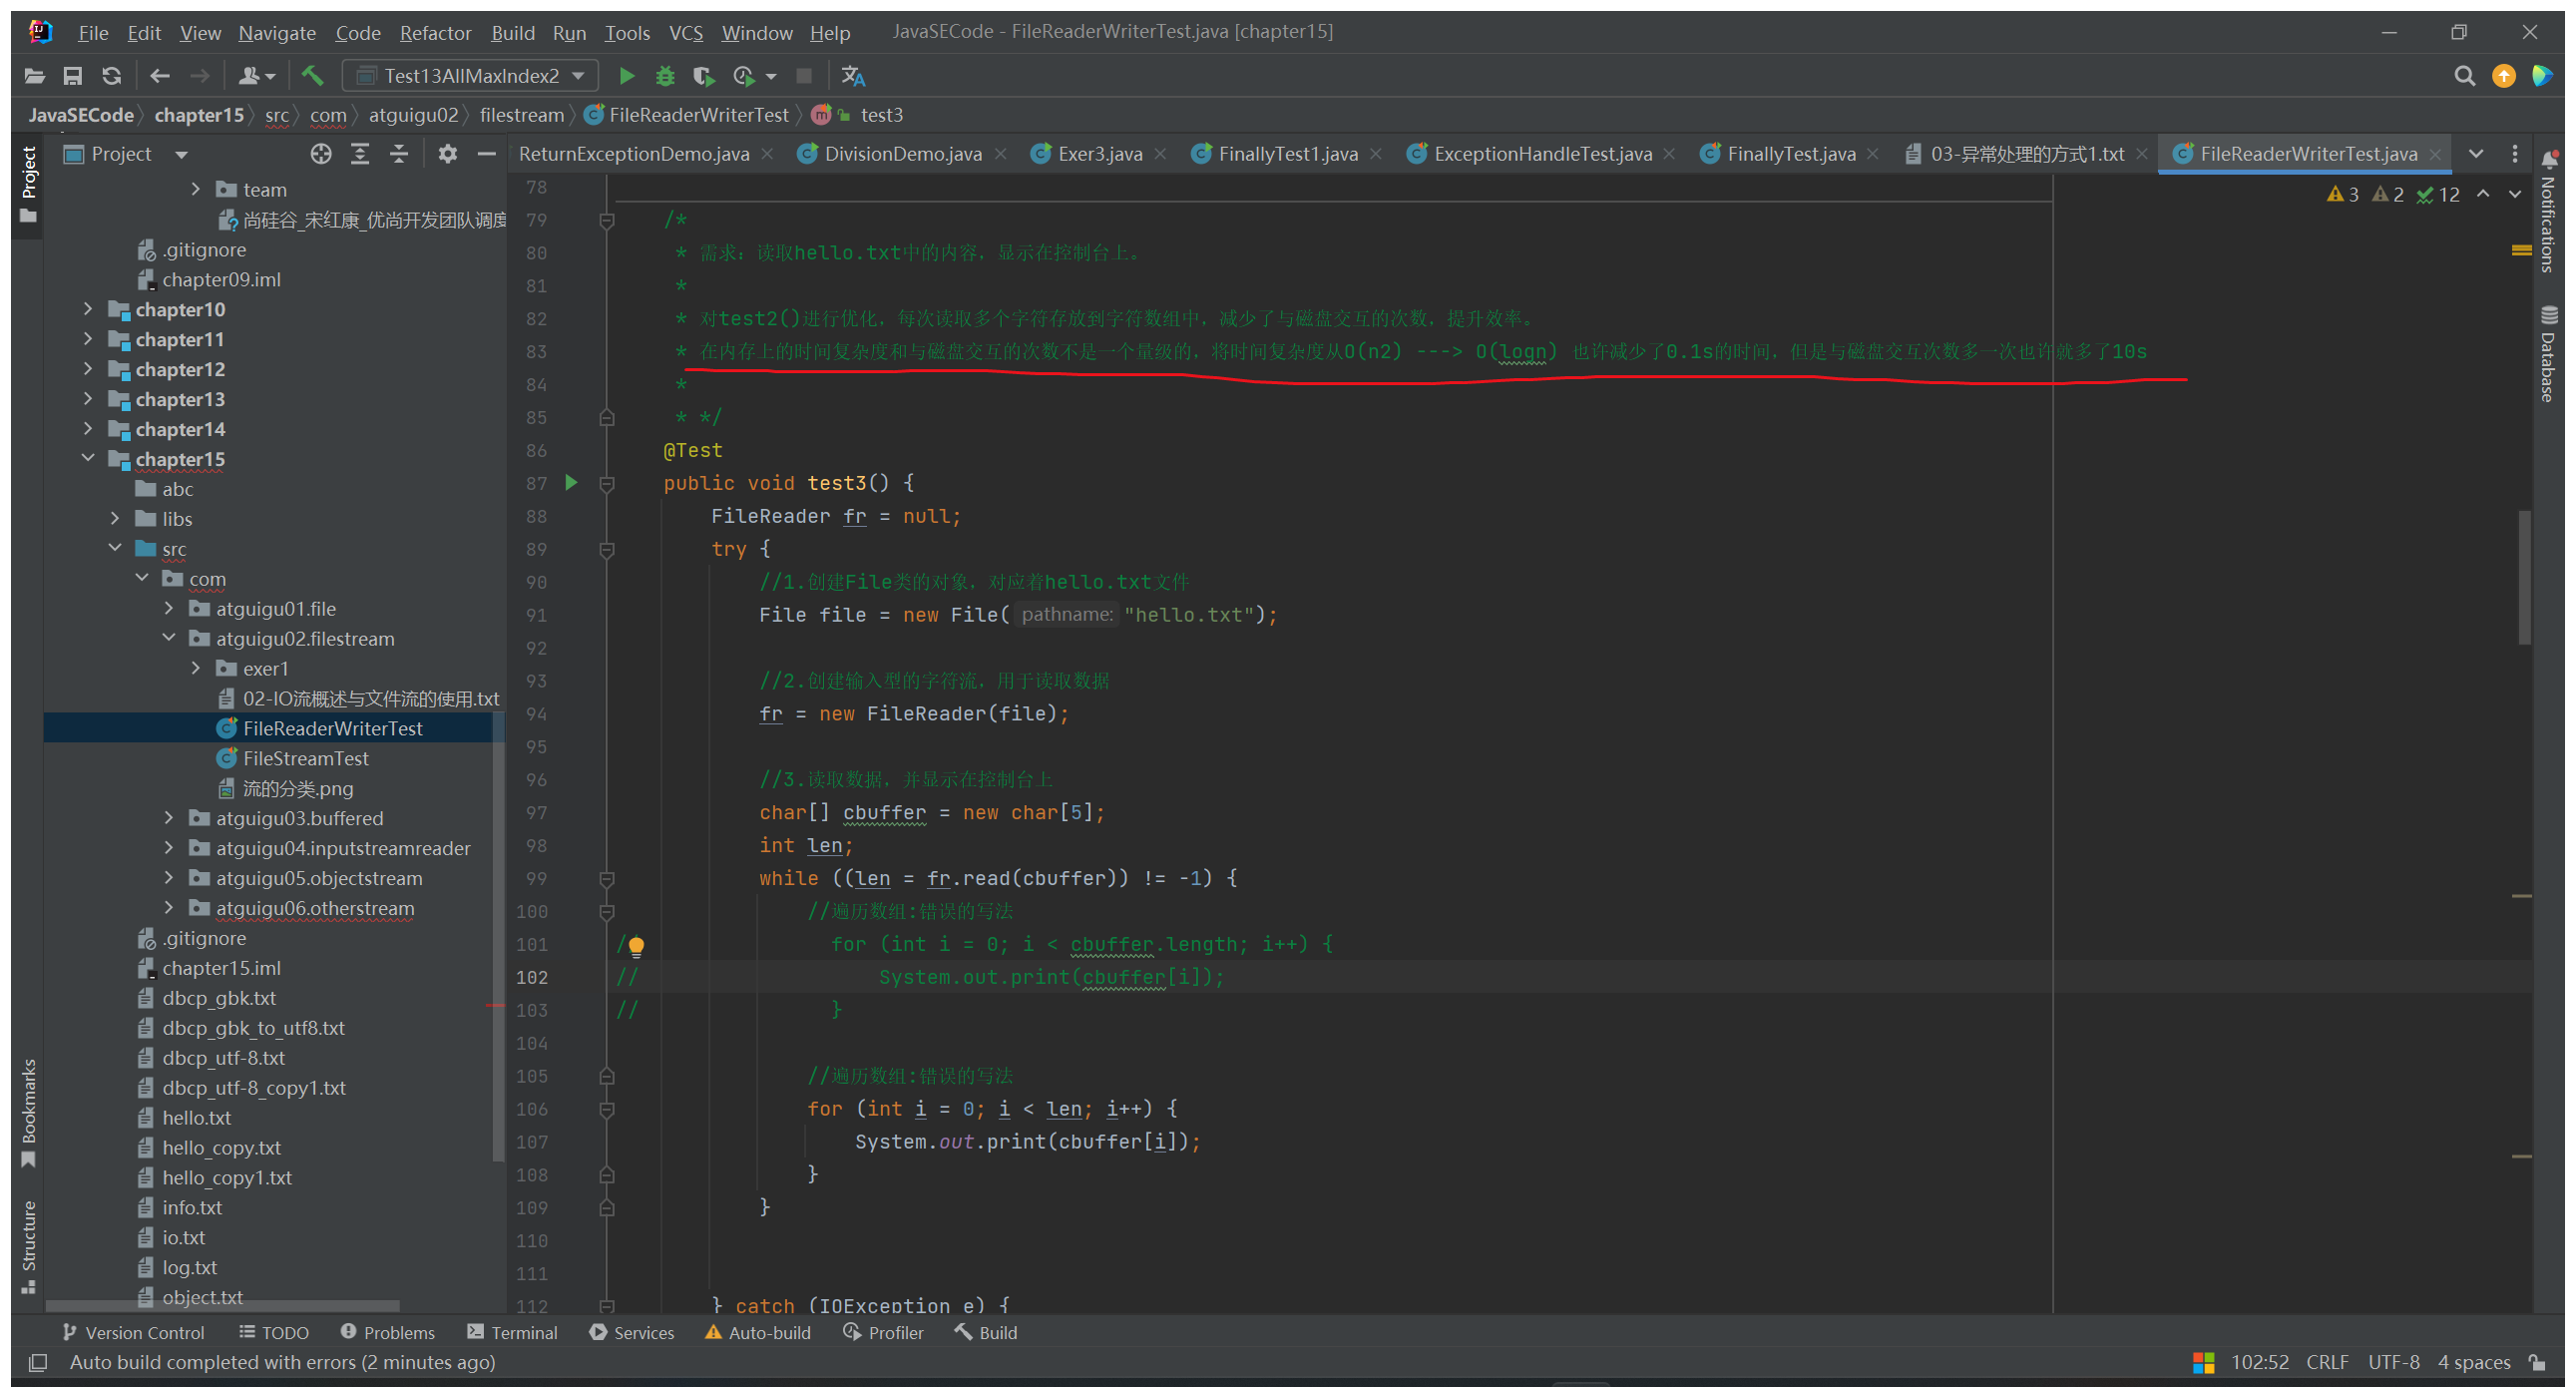 File Edit View Navigate Code Refactor Build Run Tools VCS Window Help JavaSECode - FileReaderWriterTest.java [chapter15]
Test13AllMaxIndex2
JavaSECode chapter15 src com atguigu02 filestream FileReaderWriterTest test3
Project
ReturnExceptionDemo.java DivisionDemo.java Exer3.java FinallyTest1.java ExceptionHandleTest.java FinallyTest.java 03-异常处理的方式1.txt FileReaderWriterTest.java
3 2 12
Project
Bookmarks
Structure
team
尚硅谷_宋红康_优尚开发团队调度
.gitignore
chapter09.iml
chapter10
chapter11
chapter12
chapter13
chapter14
chapter15
abc
libs
src
com
atguigu01.file
atguigu02.filestream
exer1
02-IO流概述与文件流的使用.txt
FileReaderWriterTest
FileStreamTest
流的分类.png
atguigu03.buffered
atguigu04.inputstreamreader
atguigu05.objectstream
atguigu06.otherstream
.gitignore
chapter15.iml
dbcp_gbk.txt
dbcp_gbk_to_utf8.txt
dbcp_utf-8.txt
dbcp_utf-8_copy1.txt
hello.txt
hello_copy.txt
hello_copy1.txt
info.txt
io.txt
log.txt
object.txt
78
79 /*
80 * 需求：读取hello.txt中的内容，显示在控制台上。
81 *
82 * 对test2()进行优化，每次读取多个字符存放到字符数组中，减少了与磁盘交互的次数，提升效率。
83 * 在内存上的时间复杂度和与磁盘交互的次数不是一个量级的，将时间复杂度从O(n2) ---> O(logn) 也许减少了0.1s的时间，但是与磁盘交互次数多一次也许就多了10s
84 *
85 * */
86 @Test
87 public void test3() {
88 FileReader fr = null;
89 try {
90 //1.创建File类的对象，对应着hello.txt文件
91 File file = new File( pathname: "hello.txt");
92
93 //2.创建输入型的字符流，用于读取数据
94 fr = new FileReader(file);
95
96 //3.读取数据，并显示在控制台上
97 char[] cbuffer = new char[5];
98 int len;
99 while ((len = fr.read(cbuffer)) != -1) {
100 //遍历数组:错误的写法
101 // for (int i = 0; i < cbuffer.length; i++) {
102 // System.out.print(cbuffer[i]);
103 // }
104
105 //遍历数组:错误的写法
106 for (int i = 0; i < len; i++) {
107 System.out.print(cbuffer[i]);
108 }
109 }
110
111
112 } catch (IOException e) {
Notifications
Database
Version Control TODO Problems Terminal Services Auto-build Profiler Build
Auto build completed with errors (2 minutes ago) 102:52 CRLF UTF-8 4 spaces